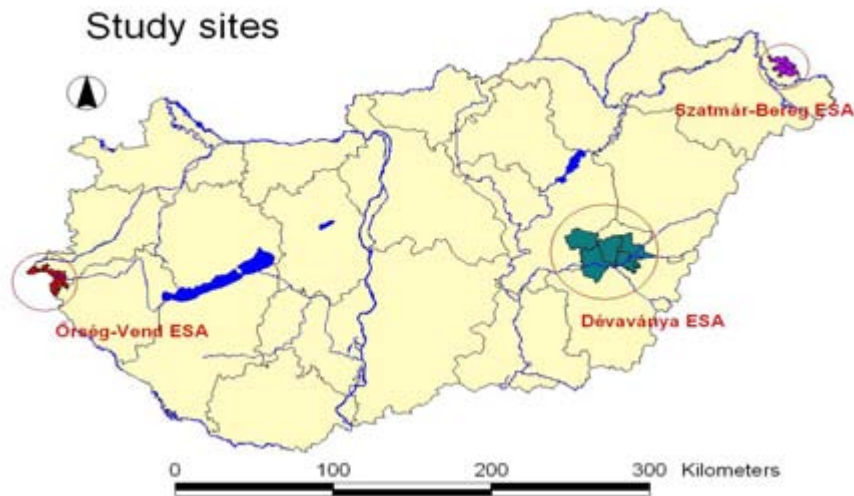 Study sites
Szatmár-Bereg ESA
Őrség-Vend ESA
Dévaványa ESA
0 100 200 300 Kilometers